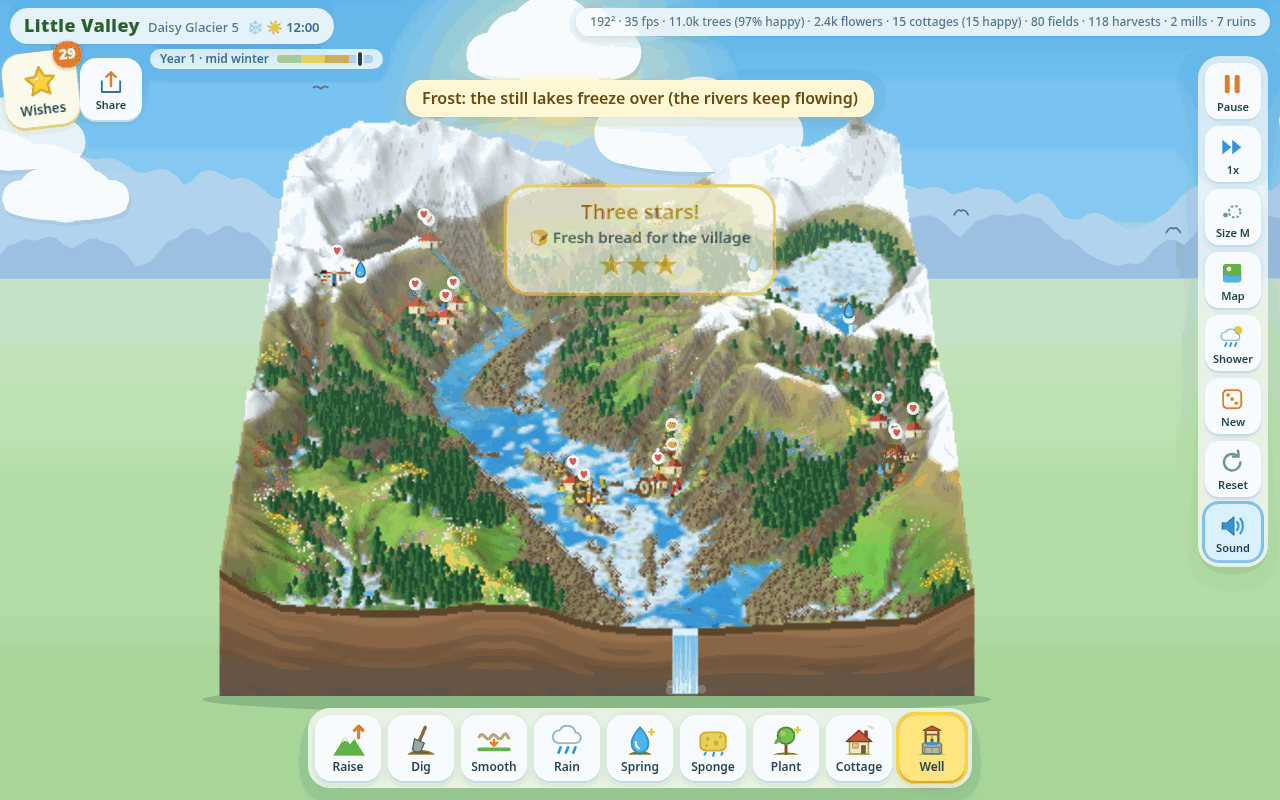 Little Valley Daisy Glacier 5 12:00
192² · 35 fps · 11.0k trees (97% happy) · 2.4k flowers · 15 cottages (15 happy) · 80 fields · 118 harvests · 2 mills · 7 ruins
29
Wishes
Share
Year 1 · mid winter
Frost: the still lakes freeze over (the rivers keep flowing)
Three stars!
Fresh bread for the village
Pause
1x
Size M
Map
Shower
New
Reset
Sound
Raise
Dig
Smooth
Rain
Spring
Sponge
Plant
Cottage
Well